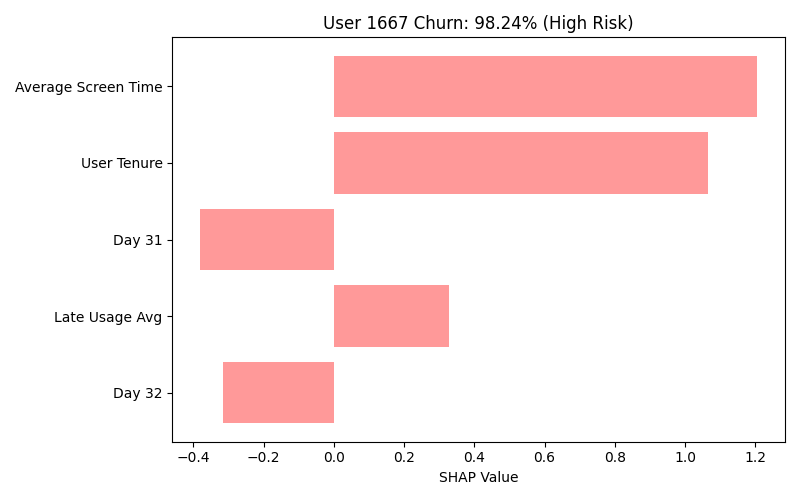 User 1667 Churn: 98.24% (High Risk)
Average Screen Time
User Tenure
Day 31
Late Usage Avg
Day 32
−0.4 −0.2 0.0 0.2 0.4 0.6 0.8 1.0 1.2
SHAP Value